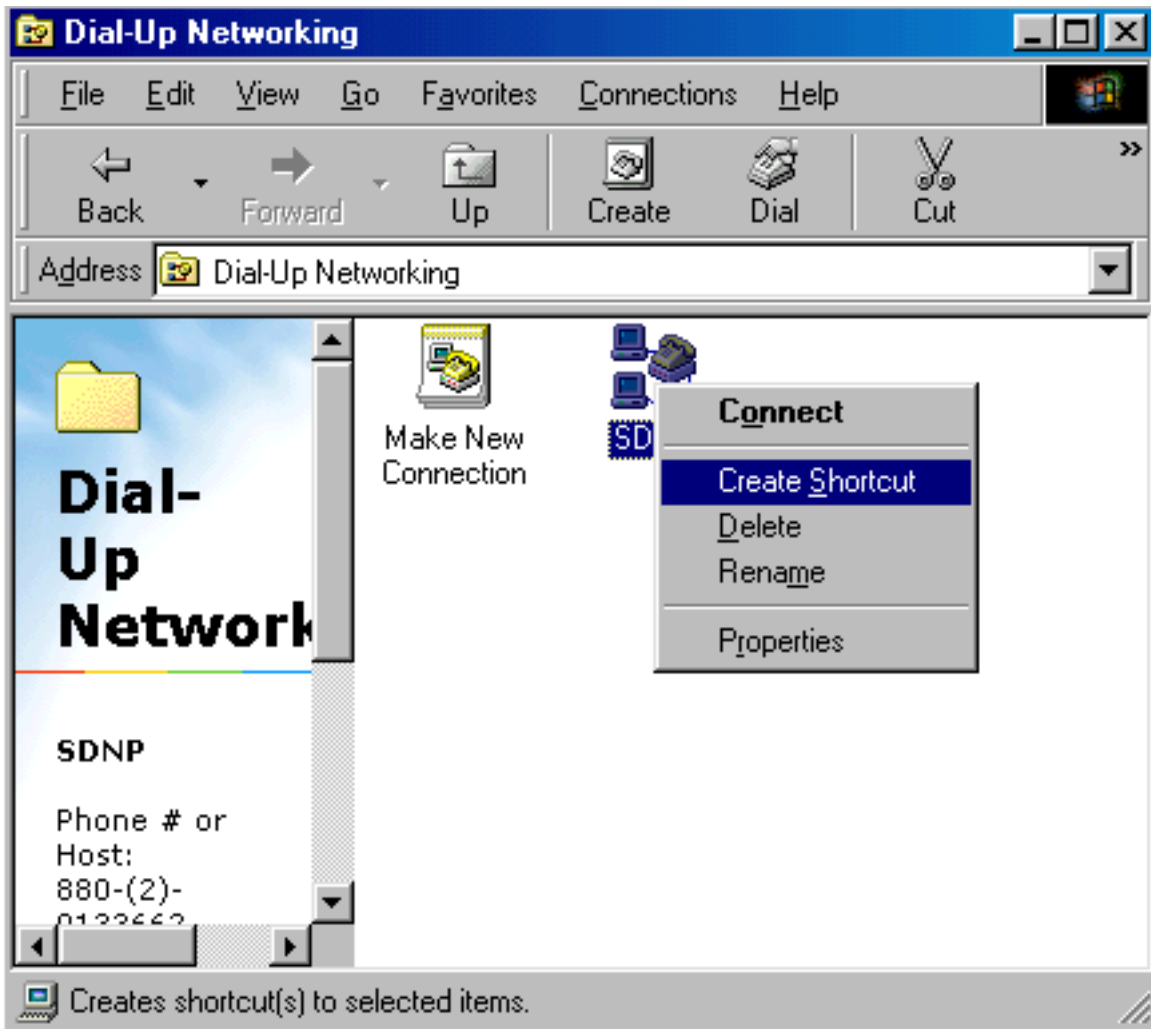 Dial-Up Networking
File Edit View Go Favorites Connections Help
Back Forward Up Create Dial Cut »
Address Dial-Up Networking
Make New
Connection
SD
Connect
Create Shortcut
Delete
Rename
Properties
Dial-
Up
Network
SDNP
Phone # or
Host:
880-(2)-
Creates shortcut(s) to selected items.